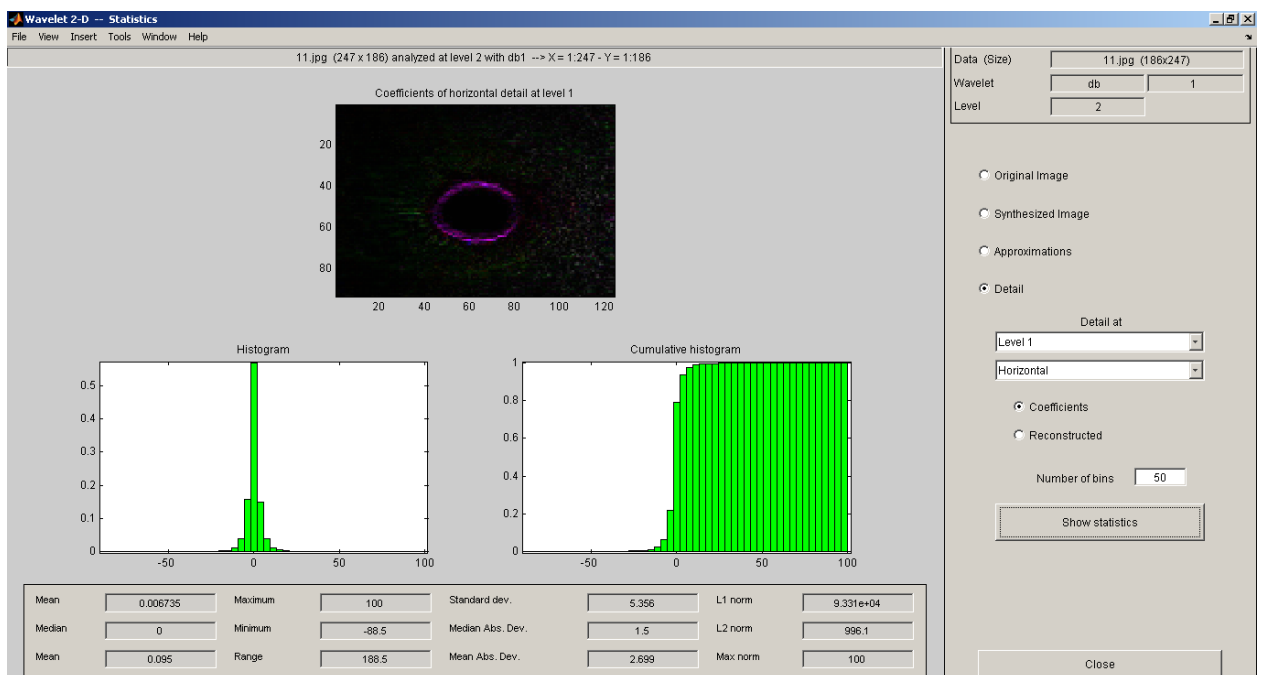 Wavelet 2-D -- Statistics
File View Insert Tools Window Help
11.jpg (247 x 186) analyzed at level 2 with db1 --> X = 1:247 - Y = 1:186
Coefficients of horizontal detail at level 1
20
40
60
80
20 40 60 80 100 120
Histogram
0.5
0.4
0.3
0.2
0.1
0
-50 0 50 100
Cumulative histogram
1
0.8
0.6
0.4
0.2
0
-50 0 50 100
Mean 0.006735 Maximum 100 Standard dev. 5.356 L1 norm 9.331e+04
Median 0 Minimum -88.5 Median Abs. Dev. 1.5 L2 norm 996.1
Mean 0.095 Range 188.5 Mean Abs. Dev. 2.699 Max norm 100
Data (Size) 11.jpg (186x247)
Wavelet db 1
Level 2
Original Image
Synthesized Image
Approximations
Detail
Detail at
Level 1
Horizontal
Coefficients
Reconstructed
Number of bins 50
Show statistics
Close